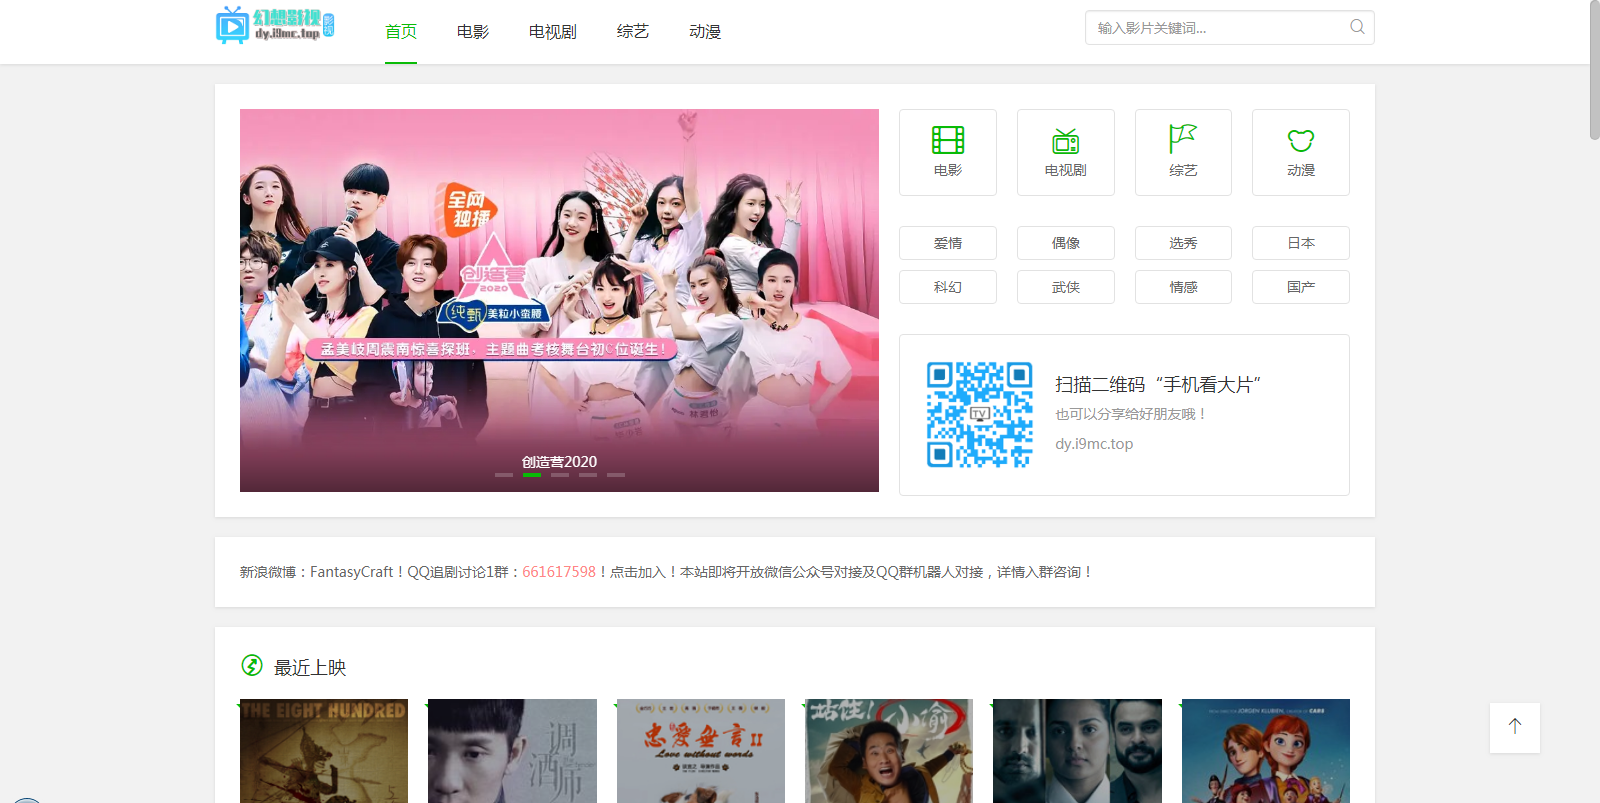 幻想影视
影视
dy.i9mc.top
首页 电影 电视剧 综艺 动漫
输入影片关键词...
全网
独播
创造营
2020
纯甄 美粒小蛮腰
孟美岐周震南惊喜探班、主题曲考核舞台初C位诞生!
创造营2020
电影 电视剧 综艺 动漫
爱情 偶像 选秀 日本
科幻 武侠 情感 国产
TV
扫描二维码“手机看大片”
也可以分享给好朋友哦！
dy.i9mc.top
新浪微博：FantasyCraft！QQ追剧讨论1群：661617598！点击加入！本站即将开放微信公众号对接及QQ群机器人对接，详情入群咨询！
最近上映
THE EIGHT HUNDRED
调酒师
忠爱无言II
Love without words
站住！小偷